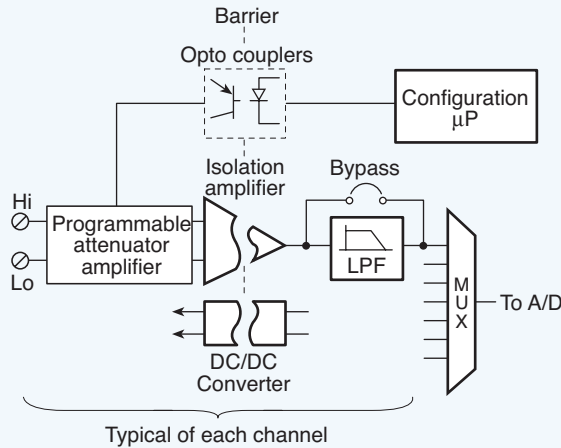 Barrier
Opto couplers
Configuration
μP
Isolation
amplifier
Bypass
Hi
Programmable
attenuator
amplifier
Lo
LPF
MUX
To A/D
DC/DC
Converter
Typical of each channel